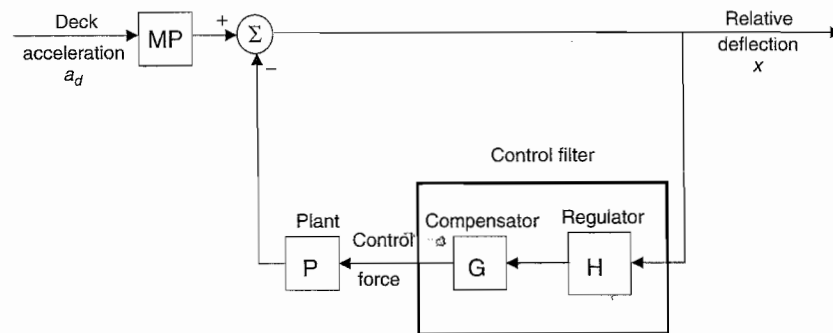 Deck
acceleration
a_d
MP
+
Σ
−
Relative
deflection
x
Control filter
Plant
Compensator
Regulator
Control
force
P
G
H